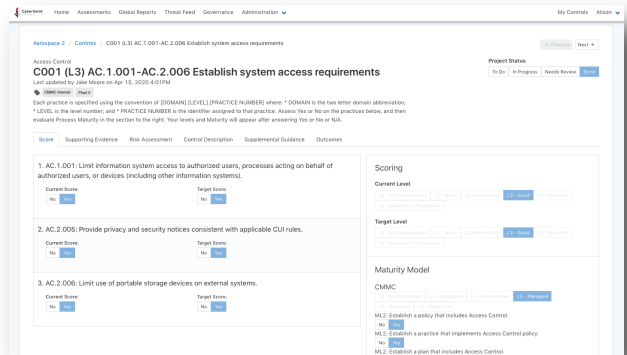 CyberSaint
Home Assessments Global Reports Threat Feed Governance Administration
My Controls Alison
Aerospace 2 / Controls / C001 (L3) AC.1.001-AC.2.006 Establish system access requirements
← Previous Next →
Access Control
C001 (L3) AC.1.001-AC.2.006 Establish system access requirements
Last updated by Jake Moore on Apr 15, 2020 4:01PM
CMMC Internal Plant II
Project Status
To Do In Progress Needs Review Done
Each practice is specified using the convention of [DOMAIN].[LEVEL].[PRACTICE NUMBER] where: * DOMAIN is the two letter domain abbreviation;
* LEVEL is the level number; and * PRACTICE NUMBER is the identifier assigned to that practice. Assess Yes or No on the practices below, and then
evaluate Process Maturity in the section to the right. Your levels and Maturity will appear after answering Yes or No or N/A.
Score Supporting Evidence Risk Assessment Control Description Supplemental Guidance Outcomes
1. AC.1.001: Limit information system access to authorized users, processes acting on behalf of
authorized users, or devices (including other information systems).
Current Score: Target Score:
No Yes No Yes
2. AC.2.005: Provide privacy and security notices consistent with applicable CUI rules.
Current Score: Target Score:
No Yes No Yes
3. AC.2.006: Limit use of portable storage devices on external systems.
Current Score: Target Score:
No Yes No Yes
Scoring
Current Level
L3 - Good
Target Level
L3 - Good
Maturity Model
CMMC
L3 - Managed
ML2: Establish a policy that includes Access Control.
No Yes
ML2: Establish a practice that implements Access Control policy.
No Yes
ML2: Establish a plan that includes Access Control.